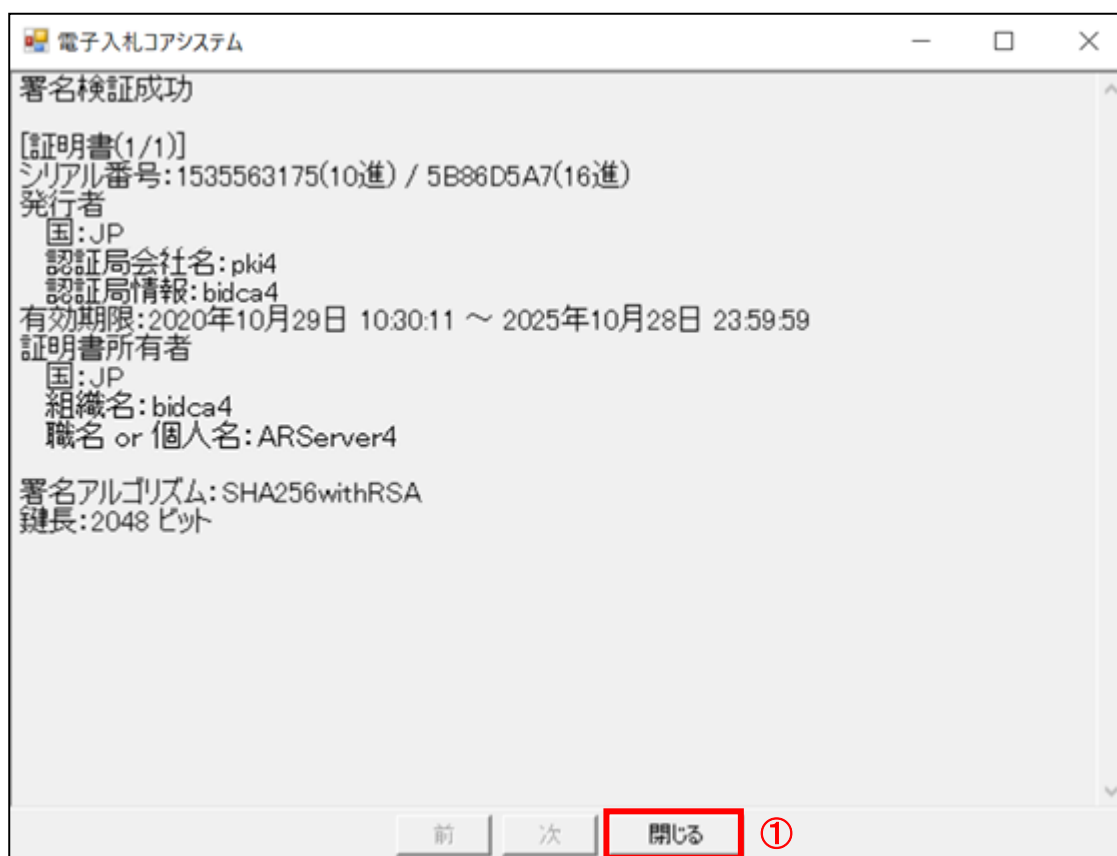 電子入札コアシステム
署名検証成功
[証明書(1/1)]
シリアル番号:1535563175(10進) / 5B86D5A7(16進)
発行者
国:JP
認証局会社名:pki4
認証局情報:bidca4
有効期限:2020年10月29日 10:30:11 ～ 2025年10月28日 23:59:59
証明書所有者
国:JP
組織名:bidca4
職名 or 個人名:ARServer4
署名アルゴリズム:SHA256withRSA
鍵長:2048 ビット
前 次 閉じる ①